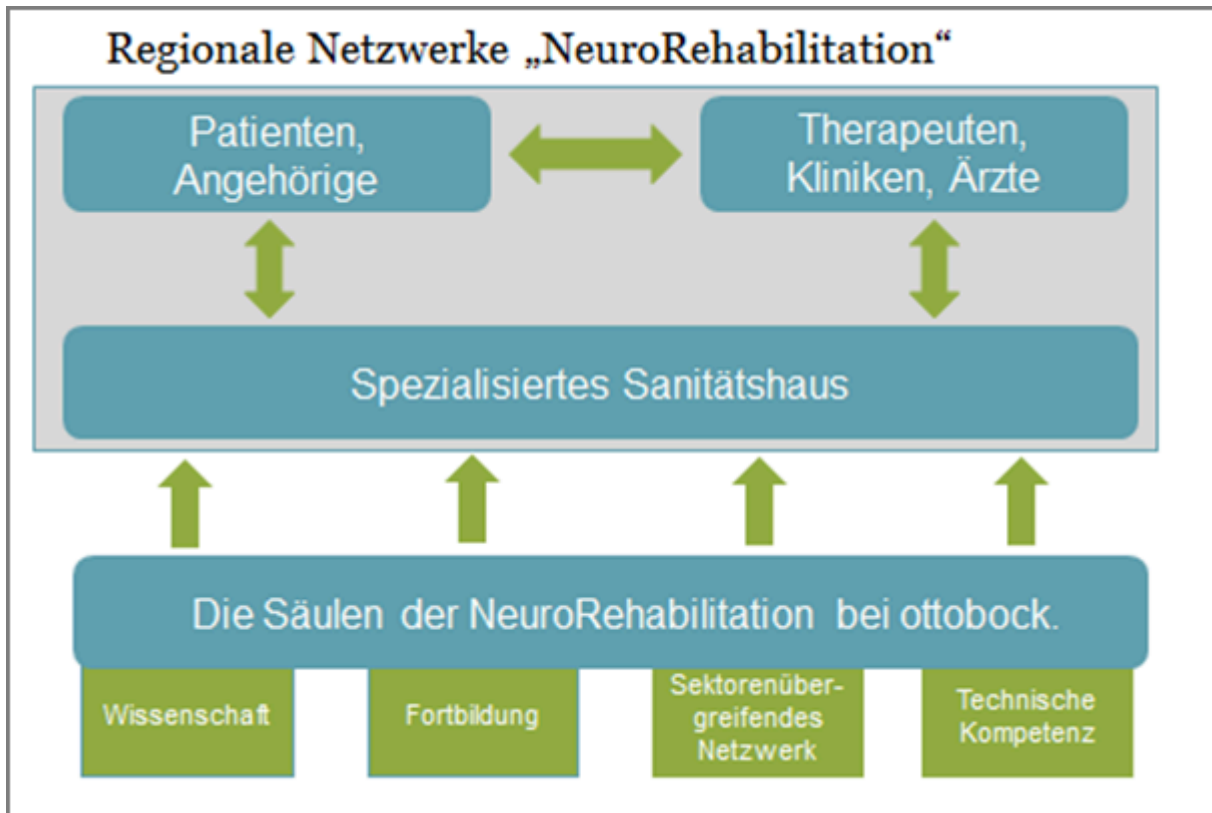 Regionale Netzwerke „NeuroRehabilitation“
Patienten,
Angehörige
Therapeuten,
Kliniken, Ärzte
Spezialisiertes Sanitätshaus
Die Säulen der NeuroRehabilitation bei ottobock.
Wissenschaft
Fortbildung
Sektorenüber-
greifendes
Netzwerk
Technische
Kompetenz